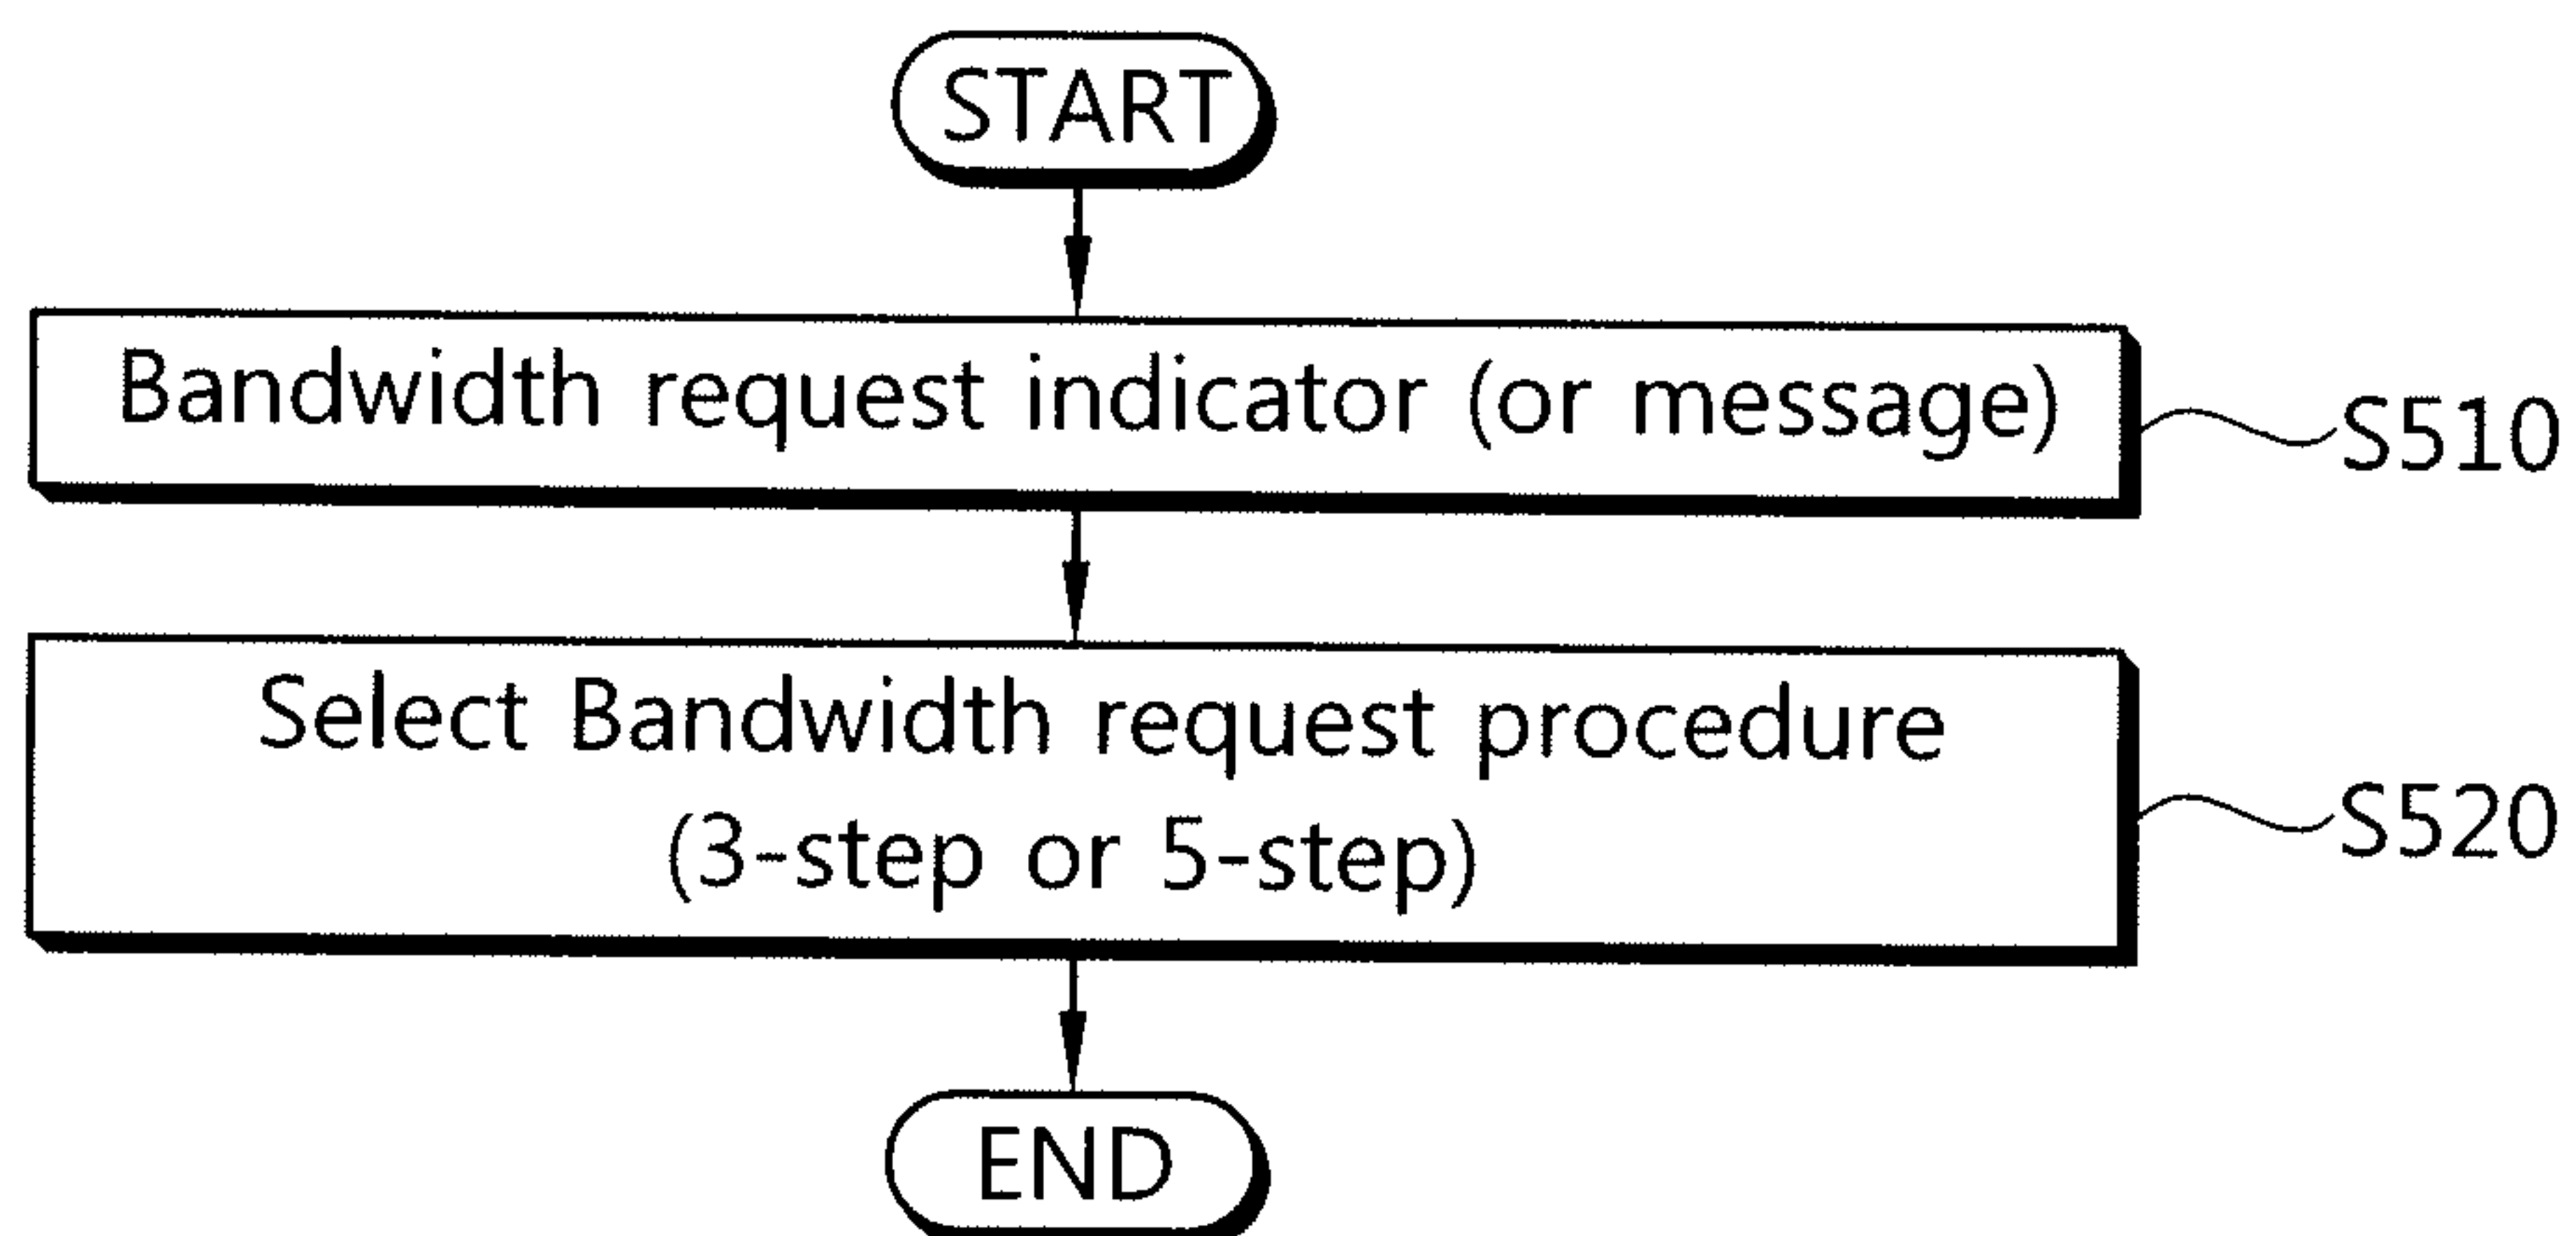 START
Bandwidth request indicator (or message)
S510
Select Bandwidth request procedure
(3-step or 5-step)
S520
END